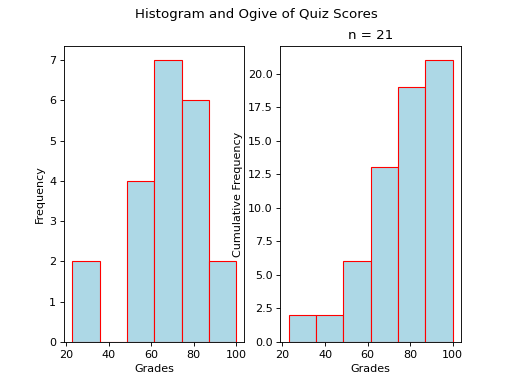 Histogram and Ogive of Quiz Scores
n = 21
Frequency
7
6
5
4
3
2
1
0
20 40 60 80 100
Grades
Cumulative Frequency
20.0
17.5
15.0
12.5
10.0
7.5
5.0
2.5
0.0
20 40 60 80 100
Grades